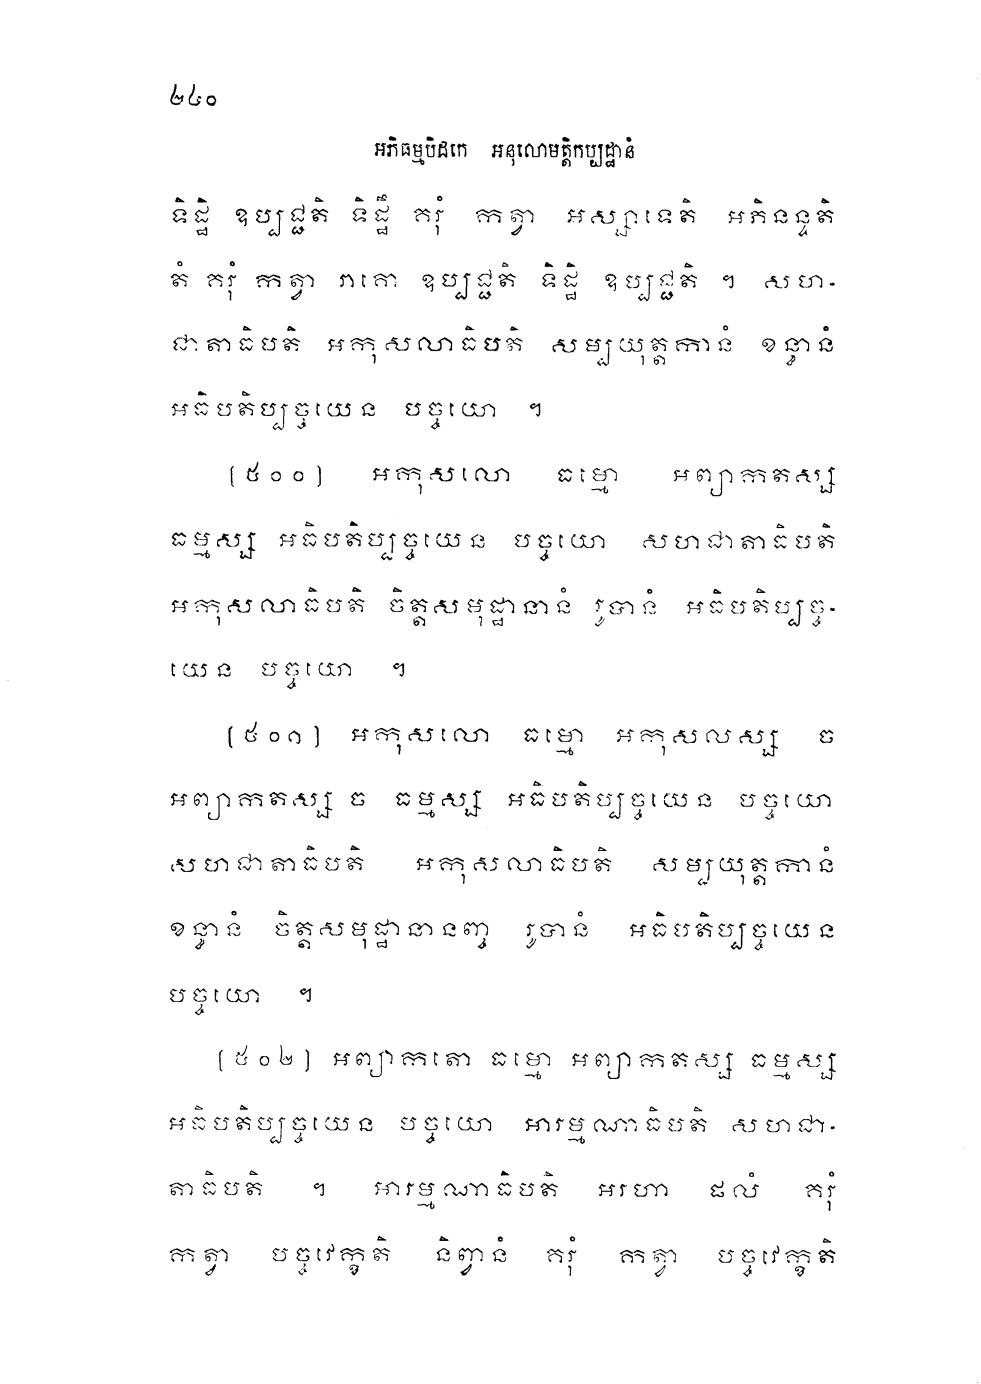 ២៤០
អភិធម្មបិដកេ អនុលោមត្តិកប្បដ្ឋានំ
ទិដ្ឋិ ឧប្បជ្ជតិ ទិដ្ឋឹ គរុំ កត្វា អស្សាទេតិ អភិនន្ទតិ
តំ គរុំ កត្វា រាគោ ឧប្បជ្ជតិ ទិដ្ឋិ ឧប្បជ្ជតិ ។ សហ-
ជាតាធិបតិ អកុសលាធិបតិ សម្បយុត្តកានំ ខន្ធានំ
អធិបតិប្បច្ចយេន បច្ចយោ ។
(៥០០) អកុសលោ ធម្មោ អព្យាកតស្ស
ធម្មស្ស អធិបតិប្បច្ចយេន បច្ចយោ សហជាតាធិបតិ
អកុសលាធិបតិ ចិត្តសមុដ្ឋានានំ រូបានំ អធិបតិប្បច្ច-
យេន បច្ចយោ ។
(៥០១) អកុសលោ ធម្មោ អកុសលស្ស ច
អព្យាកតស្ស ច ធម្មស្ស អធិបតិប្បច្ចយេន បច្ចយោ
សហជាតាធិបតិ អកុសលាធិបតិ សម្បយុត្តកានំ
ខន្ធានំ ចិត្តសមុដ្ឋានានញ្ច រូបានំ អធិបតិប្បច្ចយេន
បច្ចយោ ។
(៥០២) អព្យាកតោ ធម្មោ អព្យាកតស្ស ធម្មស្ស
អធិបតិប្បច្ចយេន បច្ចយោ អារម្មណាធិបតិ សហជា-
តាធិបតិ ។ អារម្មណាធិបតិ អរហា ផលំ គរុំ
កត្វា បច្ចវេក្ខតិ និព្វានំ គរុំ កត្វា បច្ចវេក្ខតិ